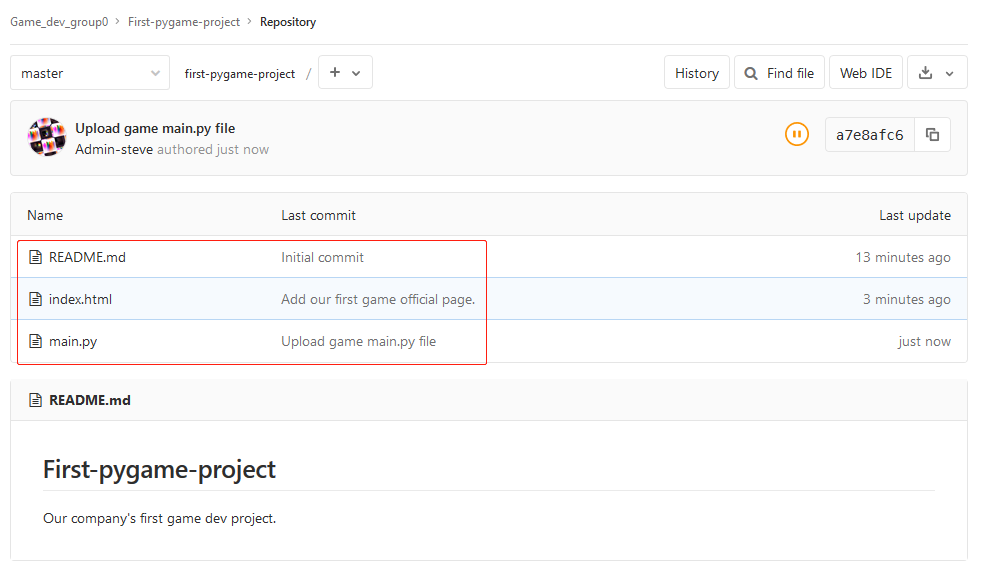 Game_dev_group0 > First-pygame-project > Repository
master first-pygame-project / + History Find file Web IDE
Upload game main.py file
Admin-steve authored just now
a7e8afc6
Name Last commit Last update
README.md Initial commit 13 minutes ago
index.html Add our first game official page. 3 minutes ago
main.py Upload game main.py file just now
README.md
First-pygame-project
Our company's first game dev project.